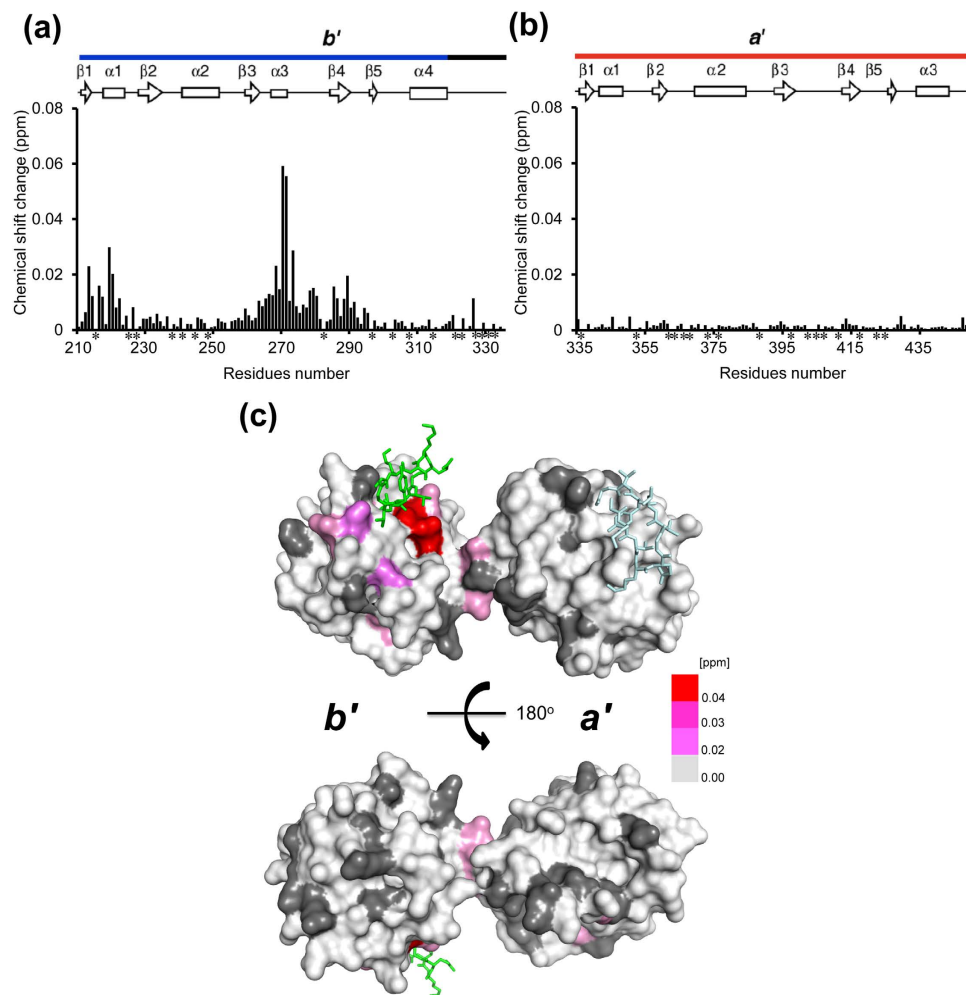 (a)
b'
β1 α1 β2 α2 β3 α3 β4 β5 α4
Chemical shift change (ppm)
0.08
0.06
0.04
0.02
0
210 230 250 270 290 310 330
* ** * * * * * * * * ** ****
Residues number
(b)
a'
β1 α1 β2 α2 β3 β4 β5 α3
Chemical shift change (ppm)
0.08
0.06
0.04
0.02
0
335 355 375 395 415 435
* * **** * * * * *** * * **
Residues number
(c)
[ppm]
0.04
0.03
0.02
0.00
b' 180° a'